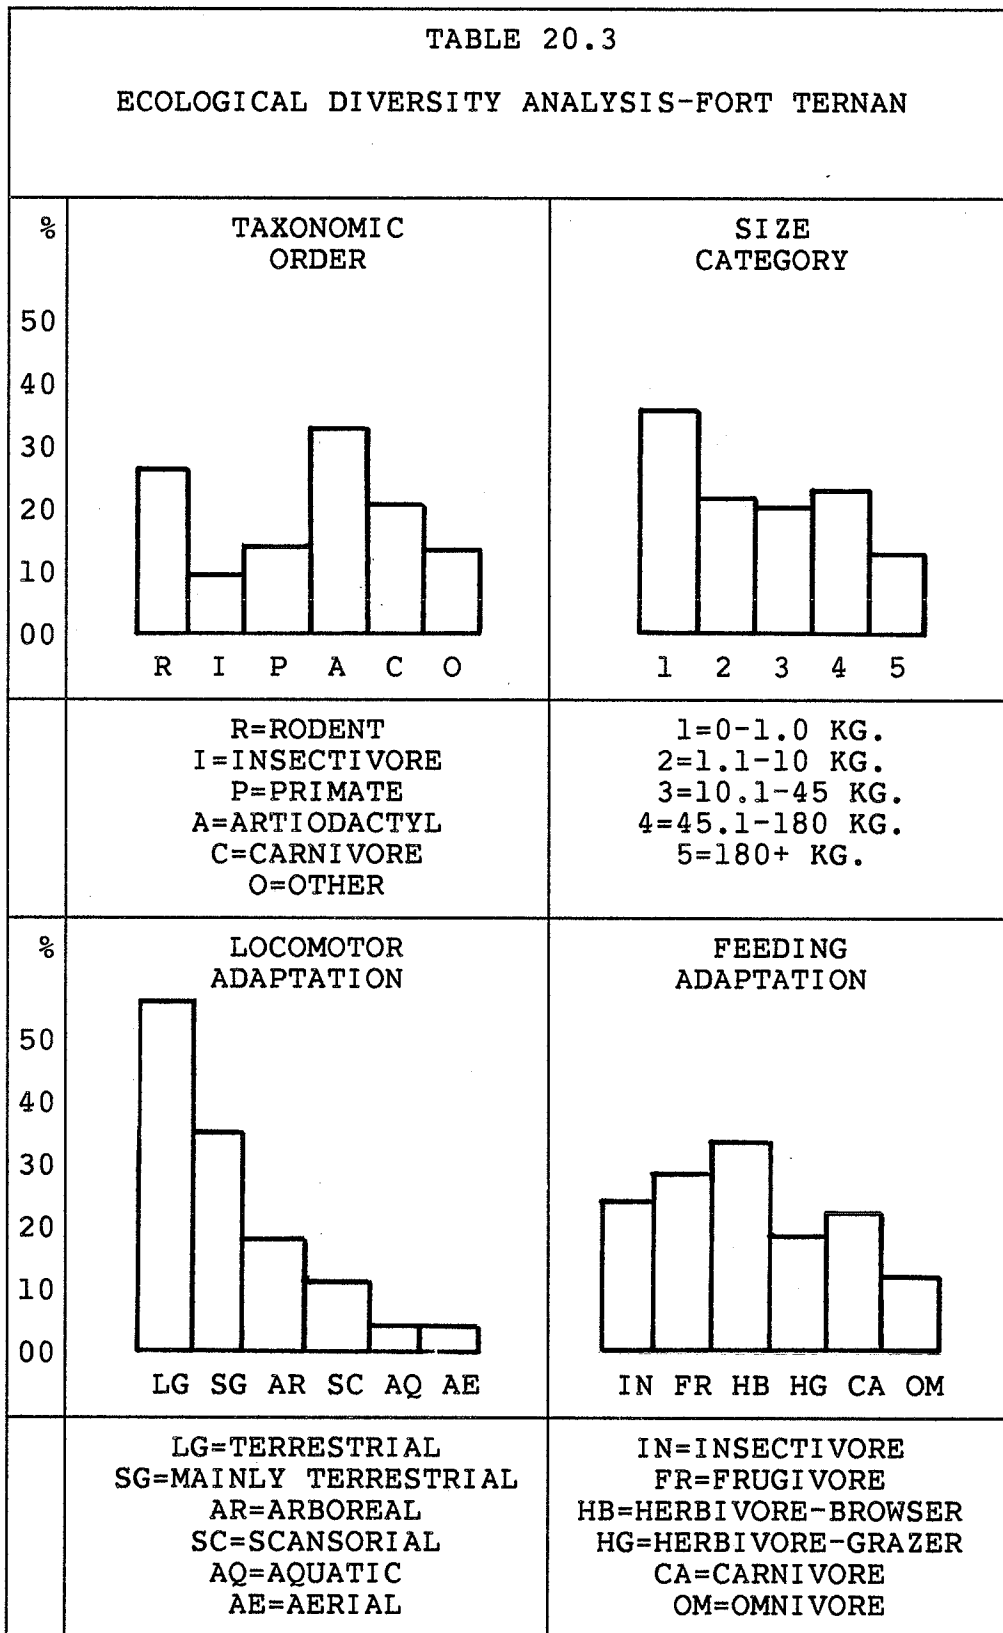 TABLE 20.3
ECOLOGICAL DIVERSITY ANALYSIS-FORT TERNAN
%
TAXONOMIC
ORDER
50
40
30
20
10
00
R I P A C O
SIZE
CATEGORY
1 2 3 4 5
R=RODENT
I=INSECTIVORE
P=PRIMATE
A=ARTIODACTYL
C=CARNIVORE
O=OTHER
1=0-1.0 KG.
2=1.1-10 KG.
3=10.1-45 KG.
4=45.1-180 KG.
5=180+ KG.
%
LOCOMOTOR
ADAPTATION
50
40
30
20
10
00
LG SG AR SC AQ AE
FEEDING
ADAPTATION
IN FR HB HG CA OM
LG=TERRESTRIAL
SG=MAINLY TERRESTRIAL
AR=ARBOREAL
SC=SCANSORIAL
AQ=AQUATIC
AE=AERIAL
IN=INSECTIVORE
FR=FRUGIVORE
HB=HERBIVORE-BROWSER
HG=HERBIVORE-GRAZER
CA=CARNIVORE
OM=OMNIVORE